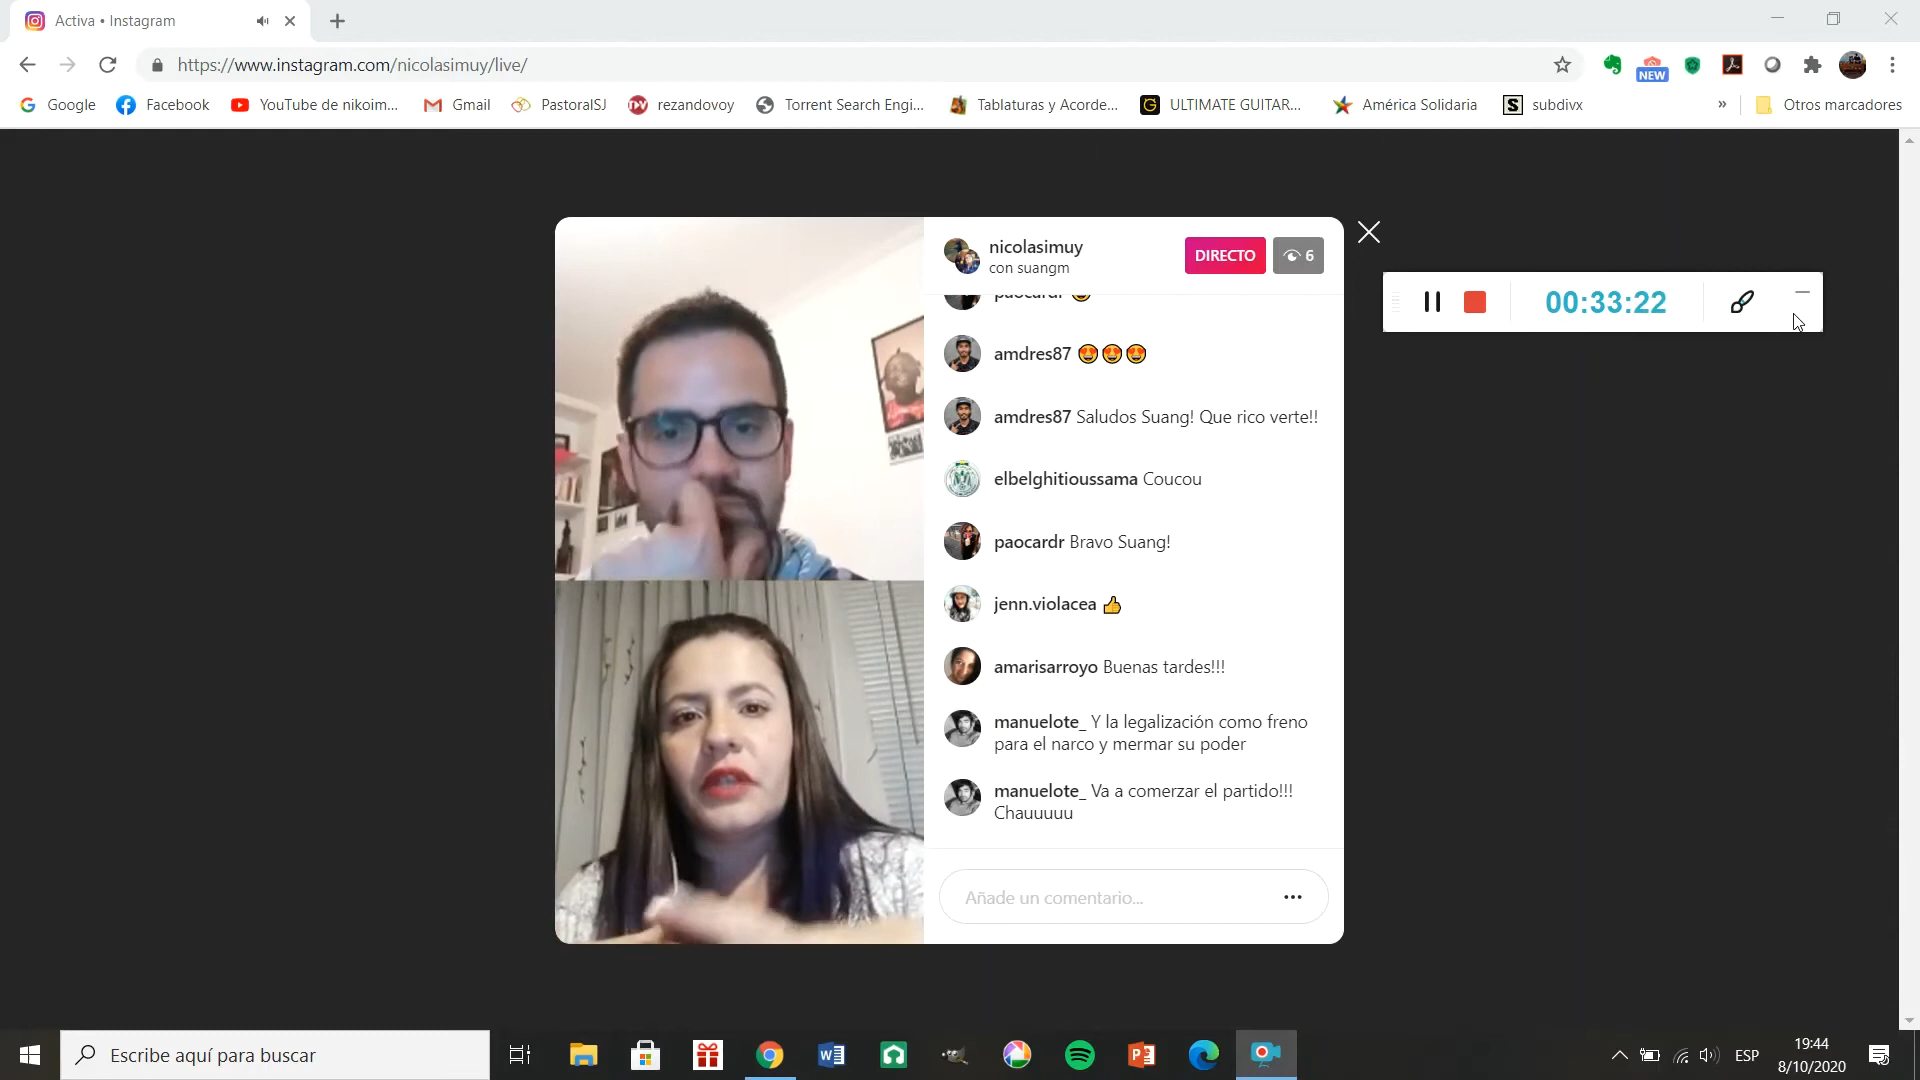 Activa • Instagram
https://www.instagram.com/nicolasimuy/live/
NEW
Google
Facebook
YouTube de nikoim...
Gmail
PastoralSJ
rezandovoy
Torrent Search Engi...
Tablaturas y Acorde...
ULTIMATE GUITAR...
América Solidaria
subdivx
»
Otros marcadores
nicolasimuy
con suangm
DIRECTO
6
00:33:22
paocardr
amdres87
amdres87 Saludos Suang! Que rico verte!!
elbelghitioussama Coucou
paocardr Bravo Suang!
jenn.violacea
amarisarroyo Buenas tardes!!!
manuelote_ Y la legalización como freno
para el narco y mermar su poder
manuelote_ Va a comerzar el partido!!!
Chauuuuu
Añade un comentario...
Escribe aquí para buscar
ESP
19:44
8/10/2020